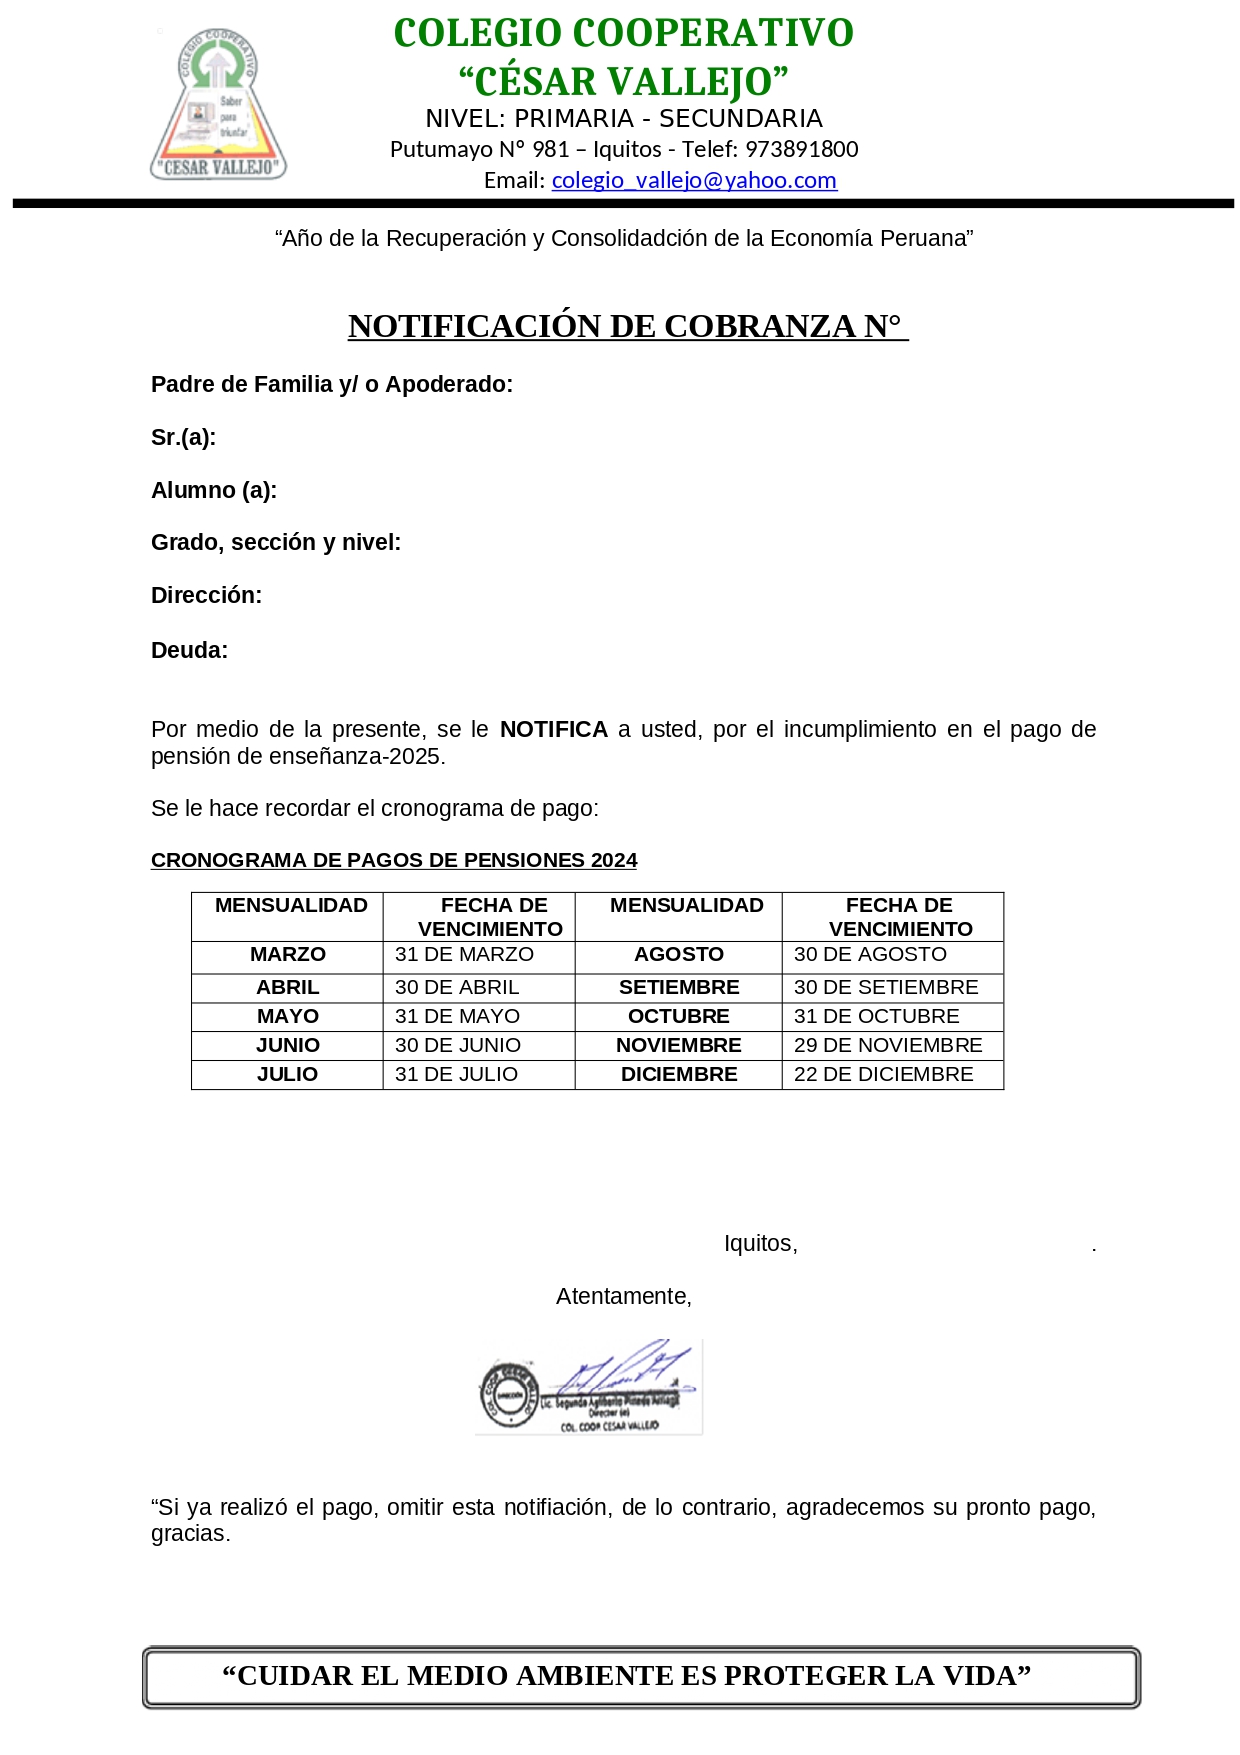 COLEGIO COOPERATIVO
Saber
para
triunfar
"CESAR VALLEJO"
COLEGIO COOPERATIVO
“CÉSAR VALLEJO”
NIVEL: PRIMARIA - SECUNDARIA
Putumayo Nº 981 – Iquitos - Telef: 973891800
Email: colegio_vallejo@yahoo.com
“Año de la Recuperación y Consolidadción de la Economía Peruana”
NOTIFICACIÓN DE COBRANZA N°
Padre de Familia y/ o Apoderado:
Sr.(a):
Alumno (a):
Grado, sección y nivel:
Dirección:
Deuda:
Por medio de la presente, se le NOTIFICA a usted, por el incumplimiento en el pago de
pensión de enseñanza-2025.
Se le hace recordar el cronograma de pago:
CRONOGRAMA DE PAGOS DE PENSIONES 2024
MENSUALIDAD FECHA DE VENCIMIENTO MENSUALIDAD FECHA DE VENCIMIENTO
MARZO 31 DE MARZO AGOSTO 30 DE AGOSTO
ABRIL 30 DE ABRIL SETIEMBRE 30 DE SETIEMBRE
MAYO 31 DE MAYO OCTUBRE 31 DE OCTUBRE
JUNIO 30 DE JUNIO NOVIEMBRE 29 DE NOVIEMBRE
JULIO 31 DE JULIO DICIEMBRE 22 DE DICIEMBRE
Iquitos, .
Atentamente,
COL. COOP. CESAR VALLEJO
DIRECCIÓN
Lic. Segundo Pinedo
Director (e)
COL. COOP. CESAR VALLEJO
“Si ya realizó el pago, omitir esta notifiación, de lo contrario, agradecemos su pronto pago,
gracias.
“CUIDAR EL MEDIO AMBIENTE ES PROTEGER LA VIDA”